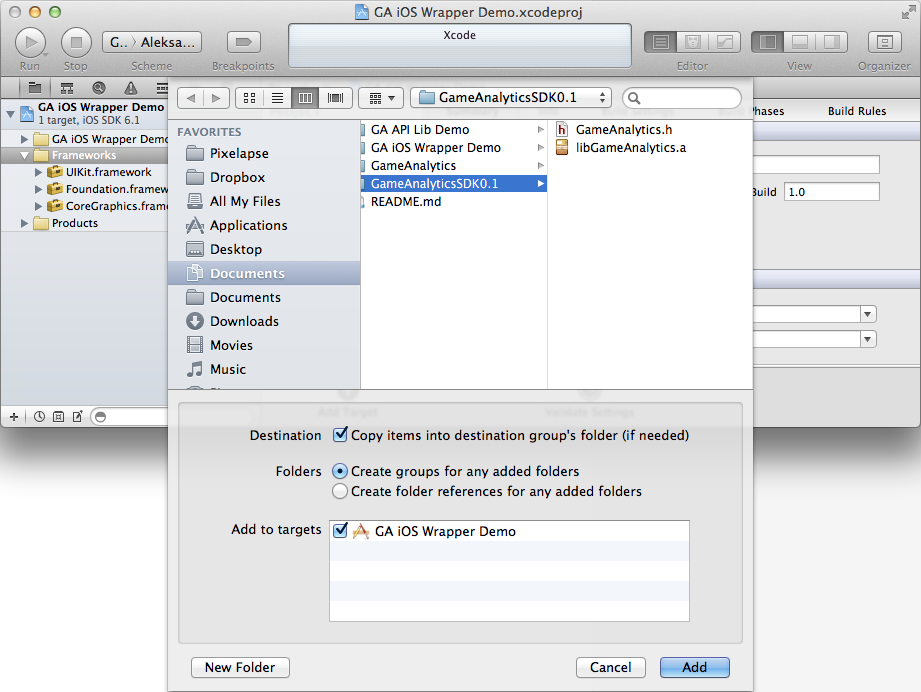 GA iOS Wrapper Demo.xcodeproj
G.. 〉 Aleksa...
Xcode
Run
Stop
Scheme
Breakpoints
Editor
View
Organizer
GA iOS Wrapper Demo
1 target, iOS SDK 6.1
GA iOS Wrapper Demo
Frameworks
UIKit.framework
Foundation.framew
CoreGraphics.frame
Products
GameAnalyticsSDK0.1
FAVORITES
Pixelapse
Dropbox
All My Files
Applications
Desktop
Documents
Documents
Downloads
Movies
Music
GA API Lib Demo
GA iOS Wrapper Demo
GameAnalytics
GameAnalyticsSDK0.1
README.md
GameAnalytics.h
libGameAnalytics.a
Phases
Build Rules
Build
1.0
Add Target
Validate Settings
Destination
Copy items into destination group's folder (if needed)
Folders
Create groups for any added folders
Create folder references for any added folders
Add to targets
GA iOS Wrapper Demo
New Folder
Cancel
Add